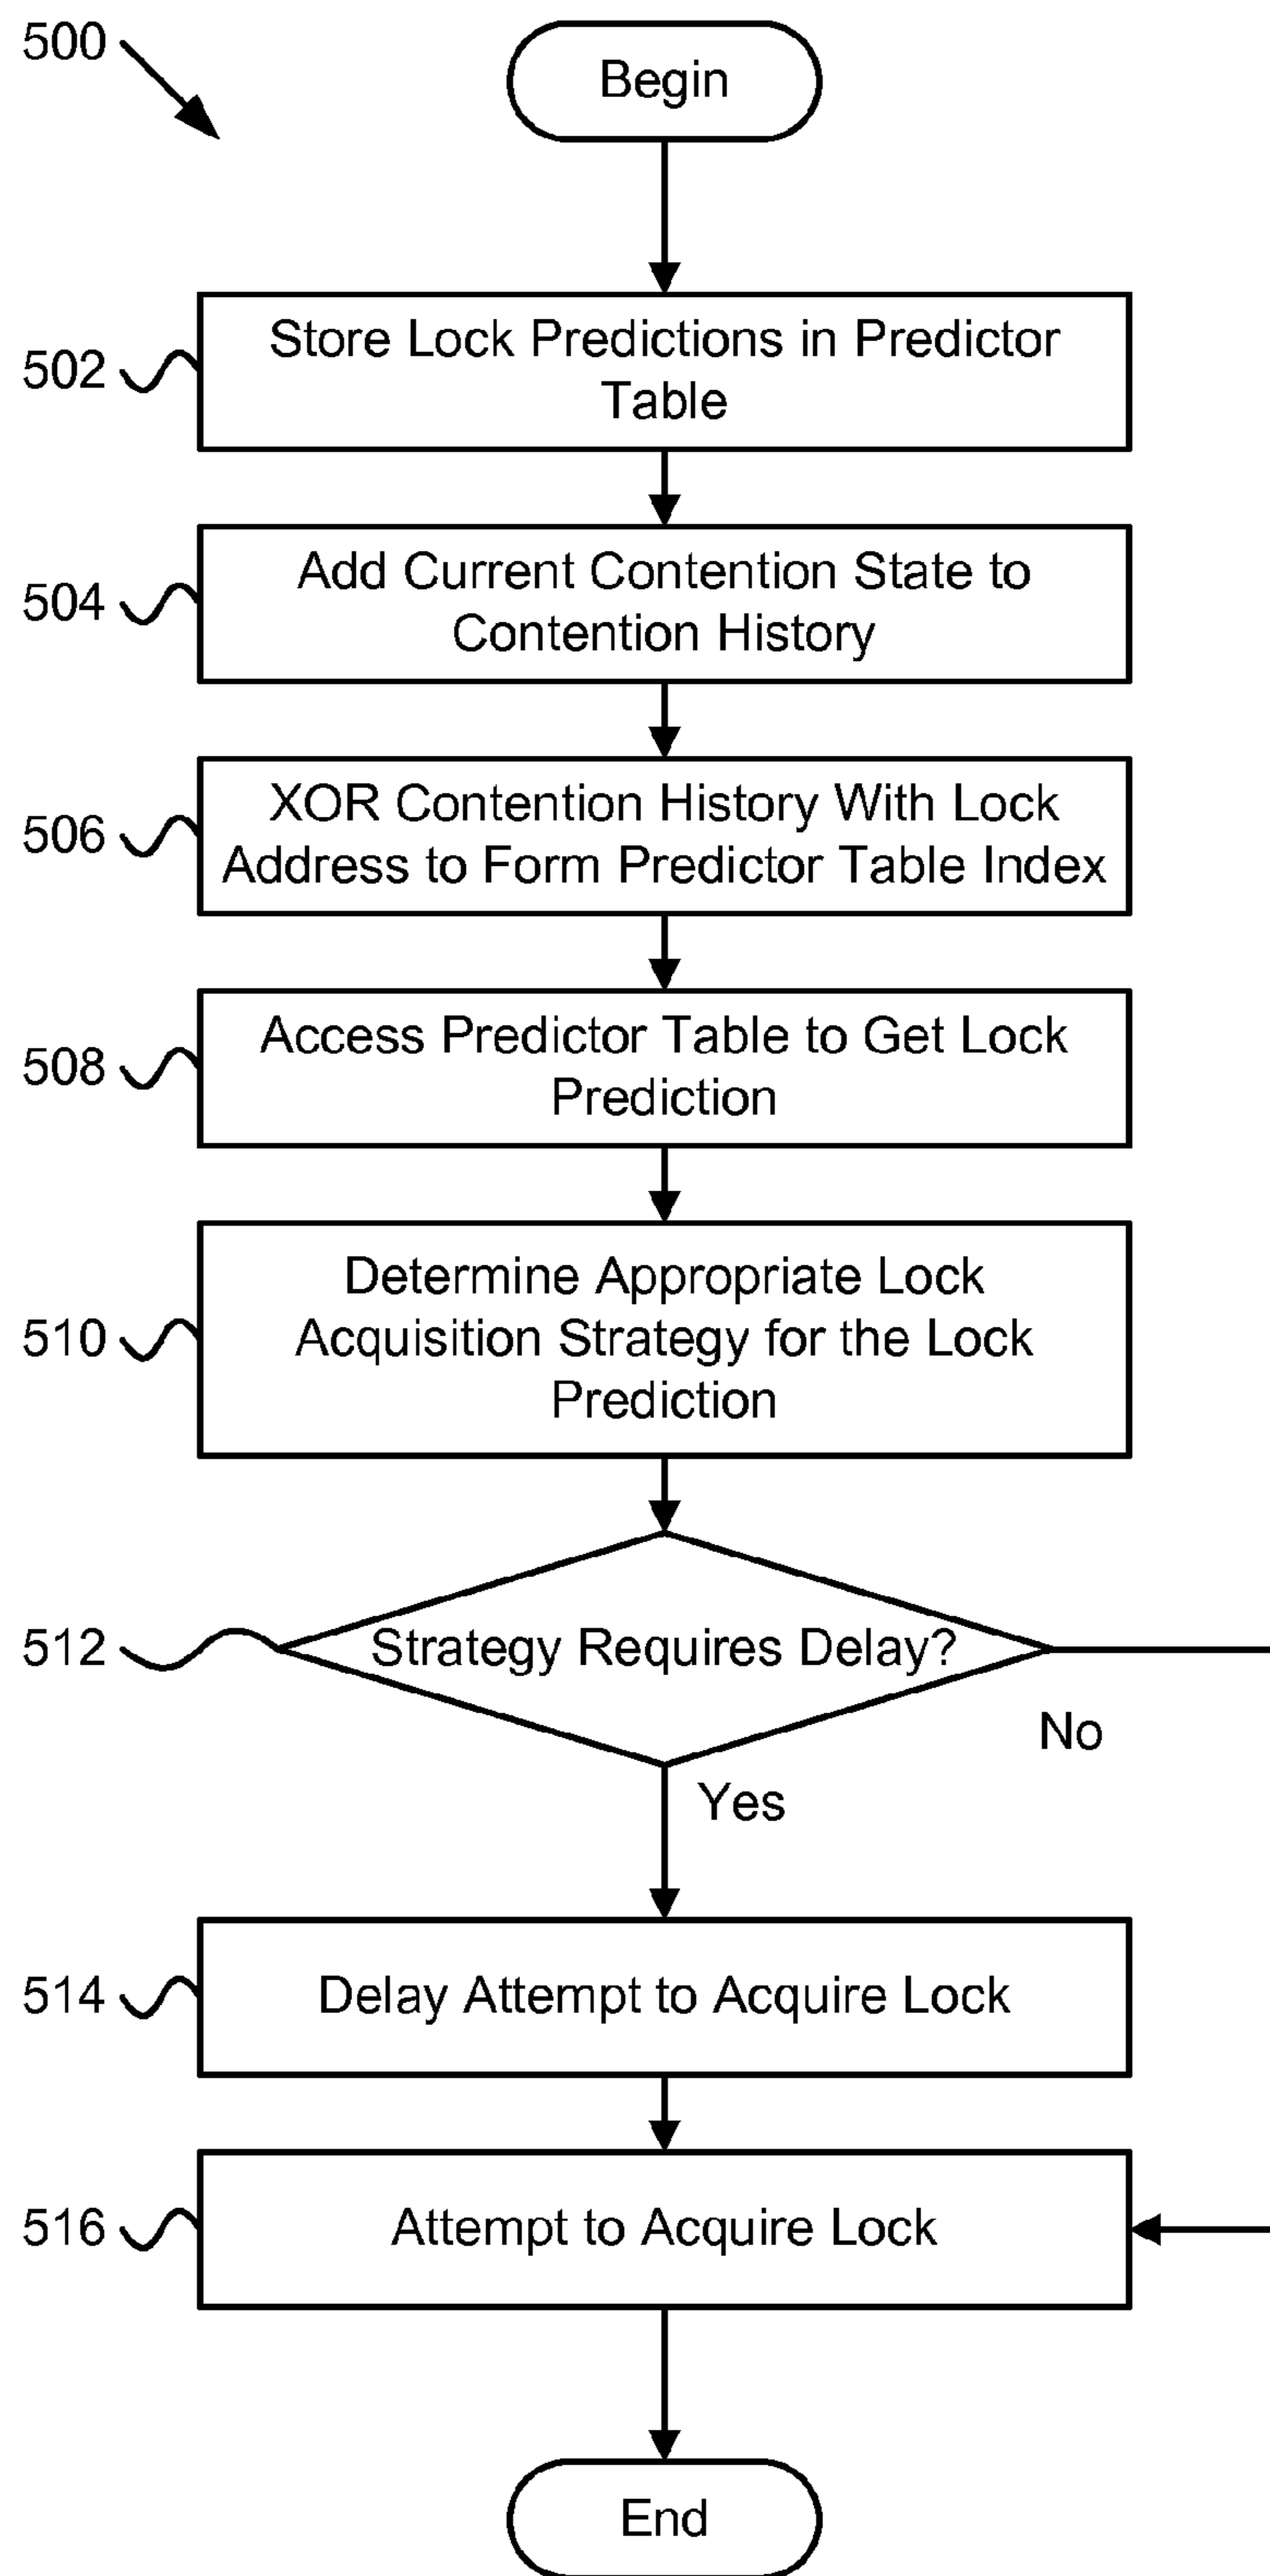 500
Begin
502
Store Lock Predictions in Predictor
Table
504
Add Current Contention State to
Contention History
506
XOR Contention History With Lock
Address to Form Predictor Table Index
508
Access Predictor Table to Get Lock
Prediction
510
Determine Appropriate Lock
Acquisition Strategy for the Lock
Prediction
512
Strategy Requires Delay?
No
Yes
514
Delay Attempt to Acquire Lock
516
Attempt to Acquire Lock
End